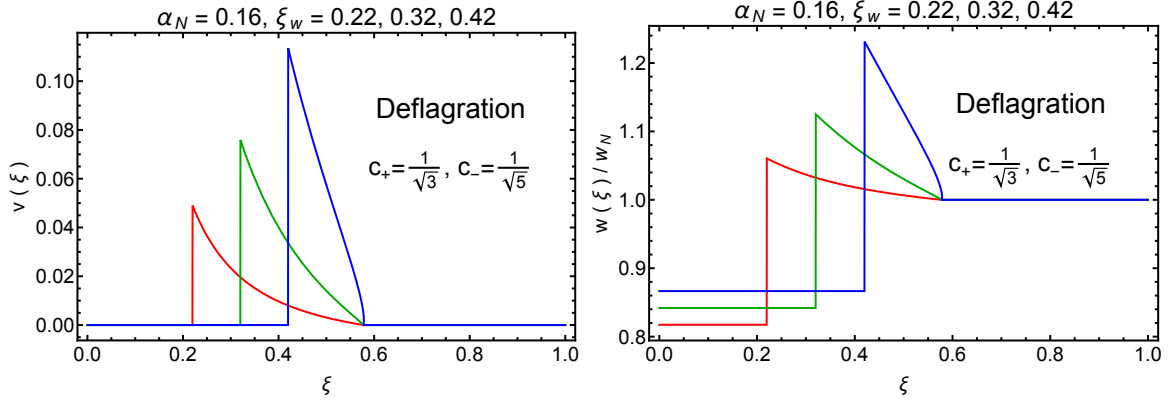 α_N = 0.16, ξ_w = 0.22, 0.32, 0.42
0.10
0.08
0.06
0.04
0.02
0.00
v(ξ)
Deflagration
c₊=1/√3, c₋=1/√5
0.0 0.2 0.4 0.6 0.8 1.0
ξ
α_N = 0.16, ξ_w = 0.22, 0.32, 0.42
1.2
1.1
1.0
0.9
0.8
w(ξ)/w_N
Deflagration
c₊=1/√3, c₋=1/√5
0.0 0.2 0.4 0.6 0.8 1.0
ξ